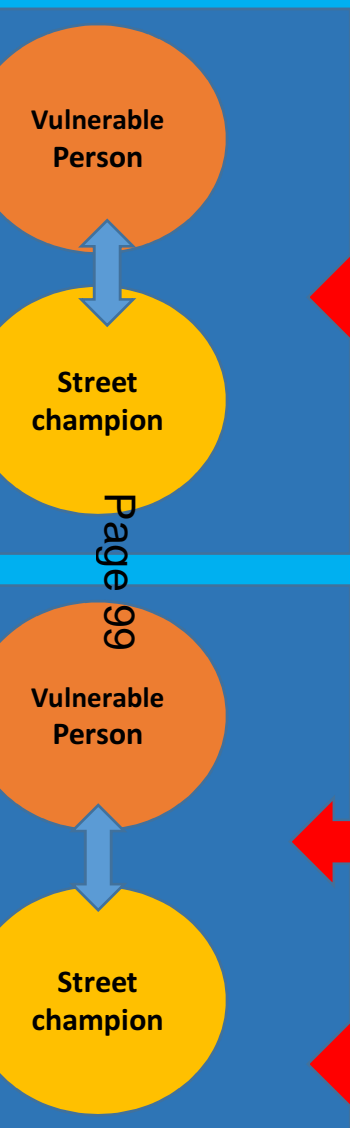 Vulnerable
Person
Street
champion
Page 99
Vulnerable
Person
Street
champion